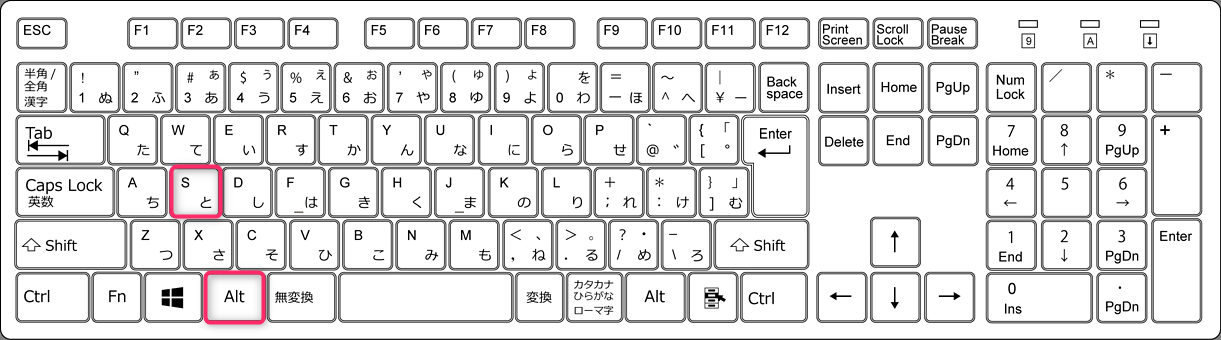 ESC F1 F2 F3 F4 F5 F6 F7 F8 F9 F10 F11 F12 Print Screen Scroll Lock Pause Break 9 A ⬇
半角/全角 漢字 ! 1 ぬ " 2 ふ # ぁ 3 あ $ ぅ 4 う % ぇ 5 え & ぉ 6 お ' ゃ 7 や ( ゅ 8 ゆ ) ょ 9 よ を 0 わ = ー ほ ～ ^ へ | ¥ ー Back space Insert Home PgUp Num Lock ／ * ー
Tab Q た W て E い R す T か Y ん U な I に O ら P せ ` @ ゛ { 「 [ ゜ Enter Delete End PgDn 7 Home 8 ↑ 9 PgUp +
Caps Lock 英数 A ち S と D し F _は G き H く J _ま K の L り + ; れ * : け } 」 ] む 4 ← 5 6 →
⇧ Shift Z つ X さ C そ V ひ B こ N み M も < 、 , ね > 。 . る ? ・ / め _ \ ろ ⇧ Shift ↑ 1 End 2 ↓ 3 PgDn Enter
Ctrl Fn Alt 無変換 変換 カタカナ ひらがな ローマ字 Alt Ctrl ← ↓ → 0 Ins . PgDn